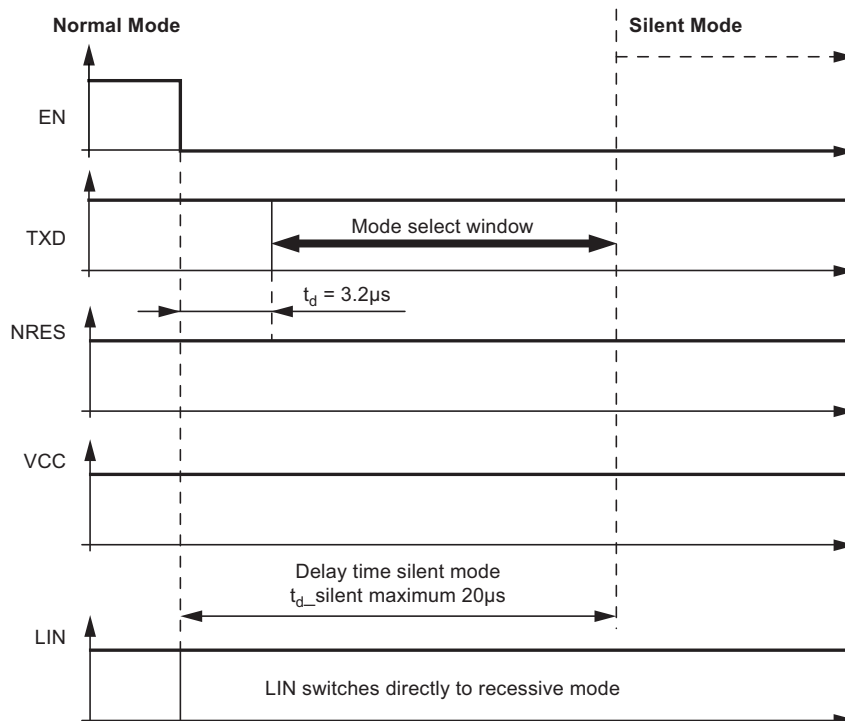 Normal Mode
Silent Mode
EN
TXD
Mode select window
t_d = 3.2µs
NRES
VCC
Delay time silent mode
t_d_silent maximum 20µs
LIN
LIN switches directly to recessive mode